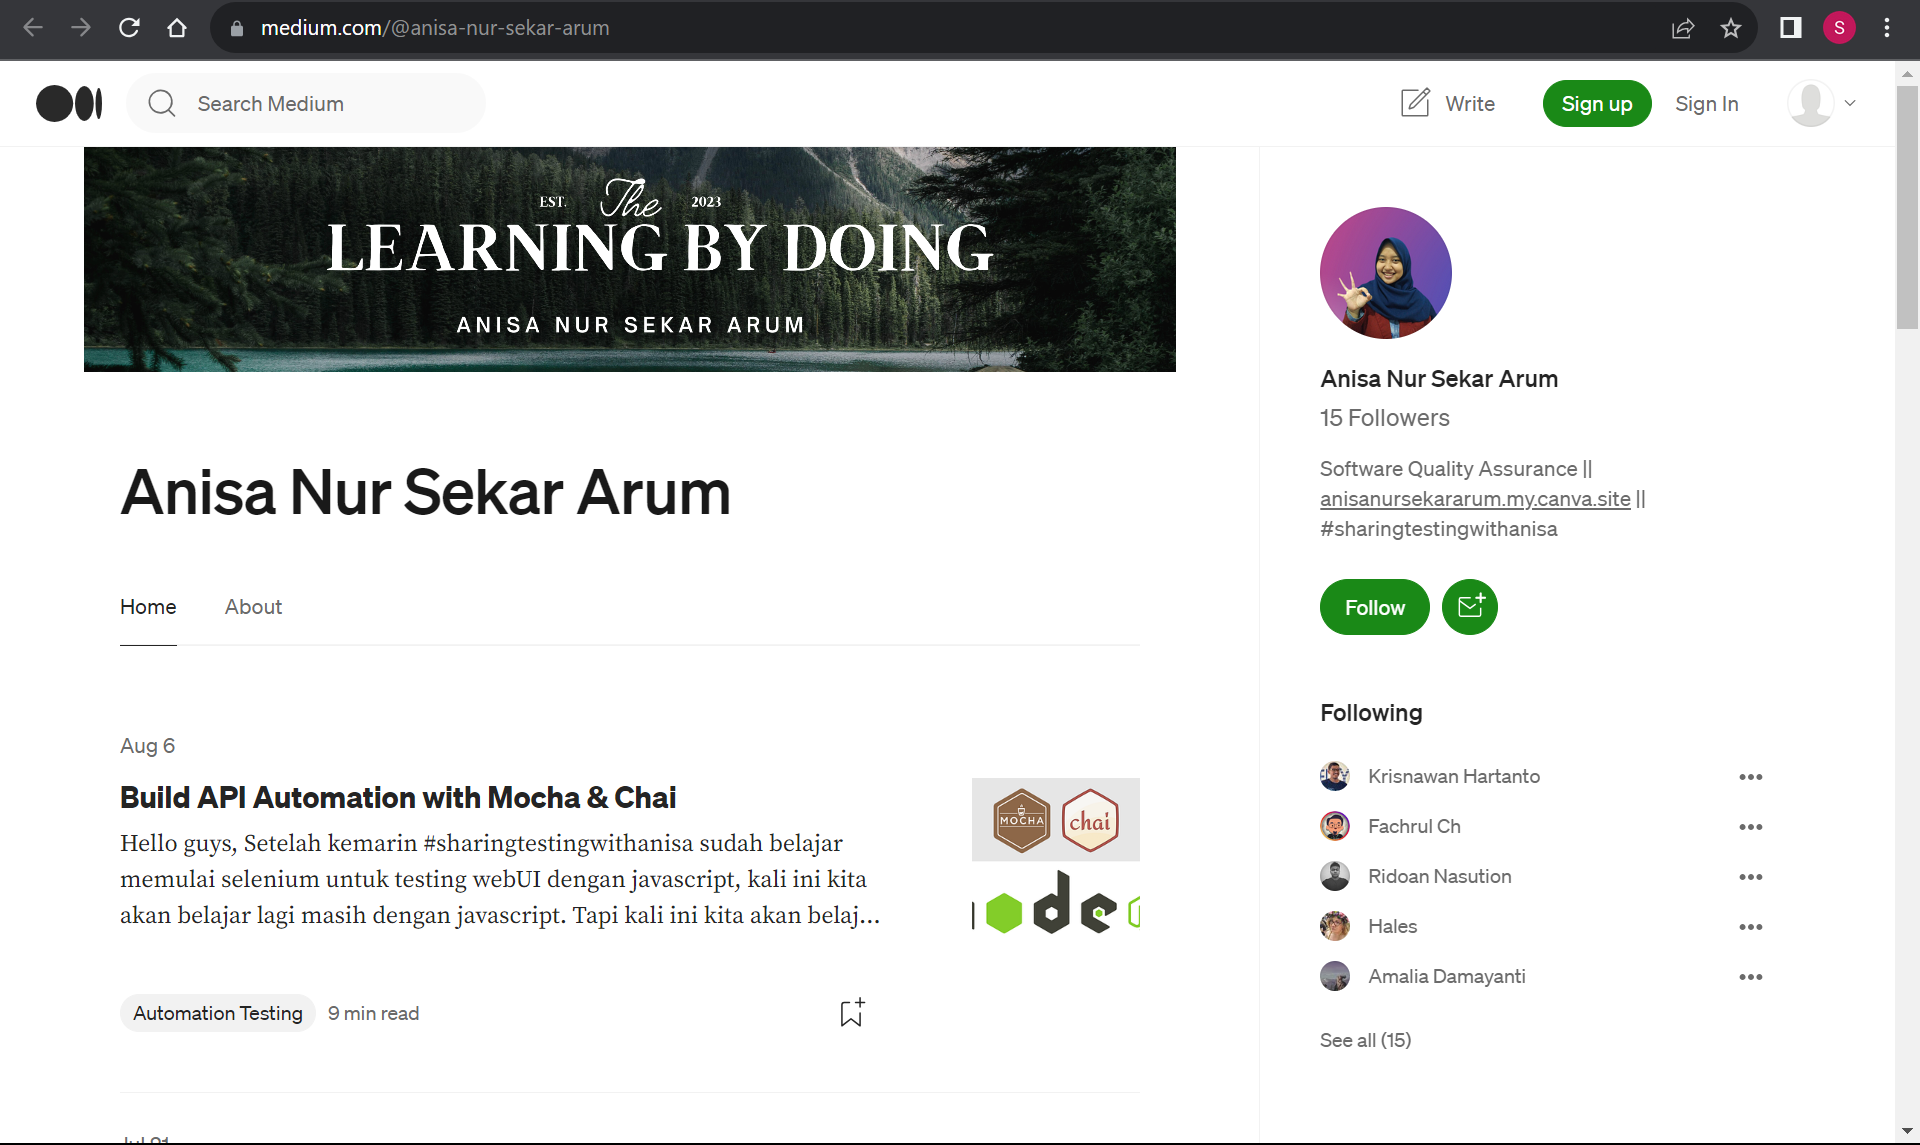 medium.com/@anisa-nur-sekar-arum
S
Search Medium
Write
Sign up
Sign In
EST. The 2023
LEARNING BY DOING
ANISA NUR SEKAR ARUM
Anisa Nur Sekar Arum
Home
About
Aug 6
Build API Automation with Mocha & Chai
Hello guys, Setelah kemarin #sharingtestingwithanisa sudah belajar
memulai selenium untuk testing webUI dengan javascript, kali ini kita
akan belajar lagi masih dengan javascript. Tapi kali ini kita akan belaj...
MOCHA
chai
ode
Automation Testing
9 min read
Anisa Nur Sekar Arum
15 Followers
Software Quality Assurance ||
anisanursekararum.my.canva.site ||
#sharingtestingwithanisa
Follow
Following
Krisnawan Hartanto
Fachrul Ch
Ridoan Nasution
Hales
Amalia Damayanti
See all (15)